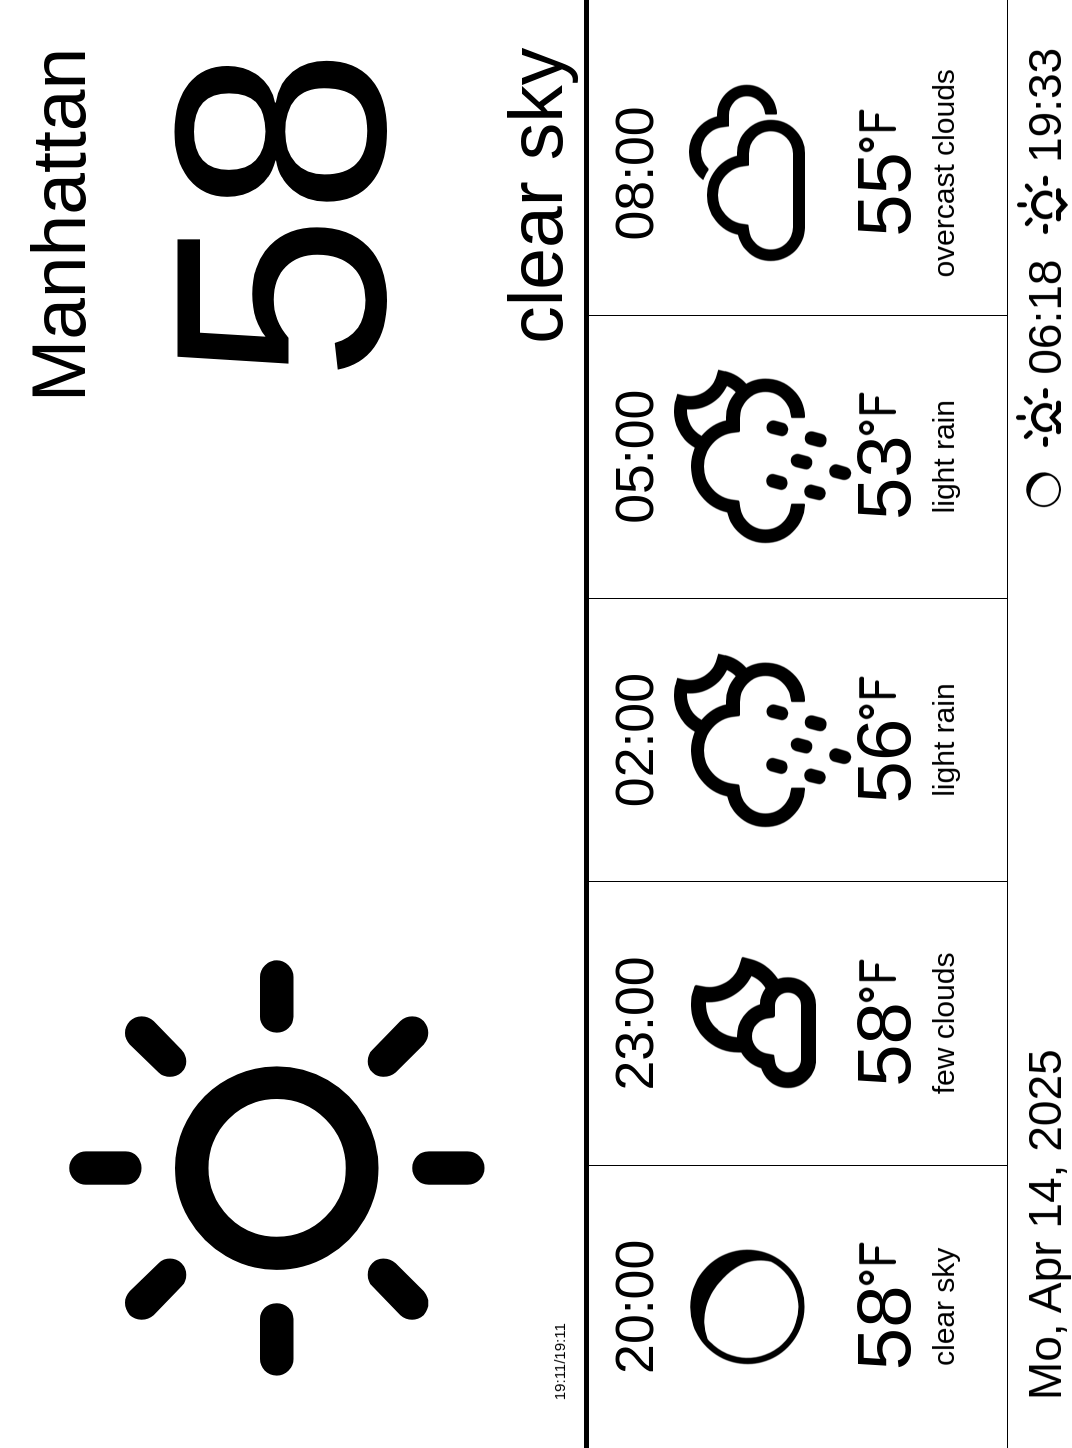 Manhattan
58
clear sky
19:11/19:11
20:00 23:00 02:00 05:00 08:00
58°F 58°F 56°F 53°F 55°F
clear sky few clouds light rain light rain overcast clouds
Mo, Apr 14, 2025 06:18 19:33